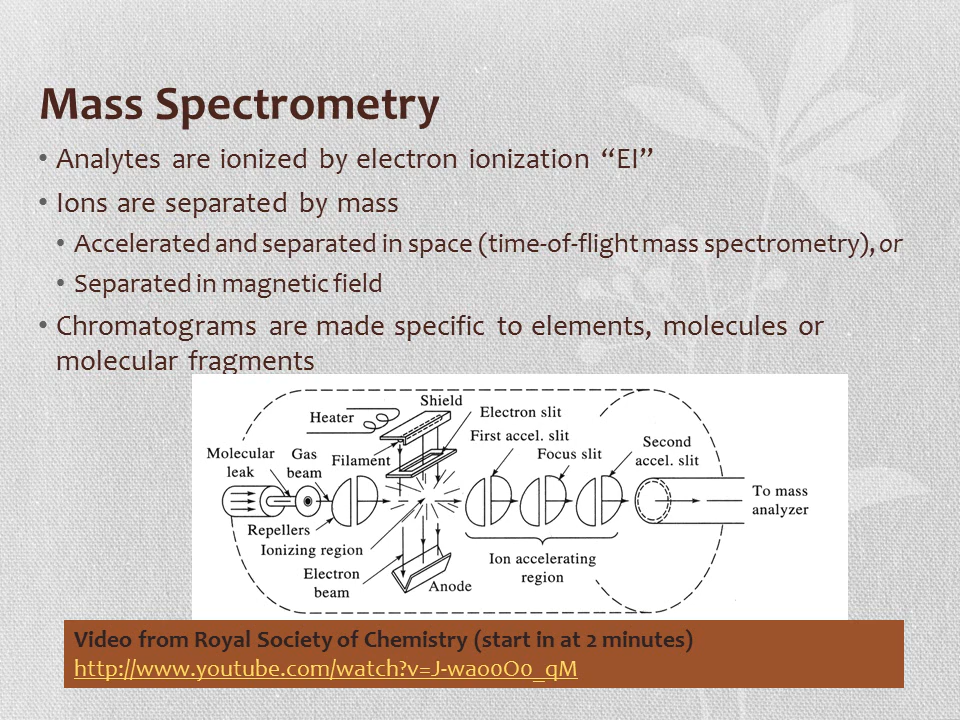 Mass Spectrometry
• Analytes are ionized by electron ionization “EI”
• Ions are separated by mass
• Accelerated and separated in space (time-of-flight mass spectrometry), or
• Separated in magnetic field
• Chromatograms are made specific to elements, molecules or
molecular fragments
Shield
Heater
Electron slit
First accel. slit
Molecular
leak
Gas
beam
Filament
Focus slit
Second
accel. slit
To mass
analyzer
Repellers
Ionizing region
Electron
beam
Anode
Ion accelerating
region
Video from Royal Society of Chemistry (start in at 2 minutes)
http://www.youtube.com/watch?v=J-wao0O0_qM